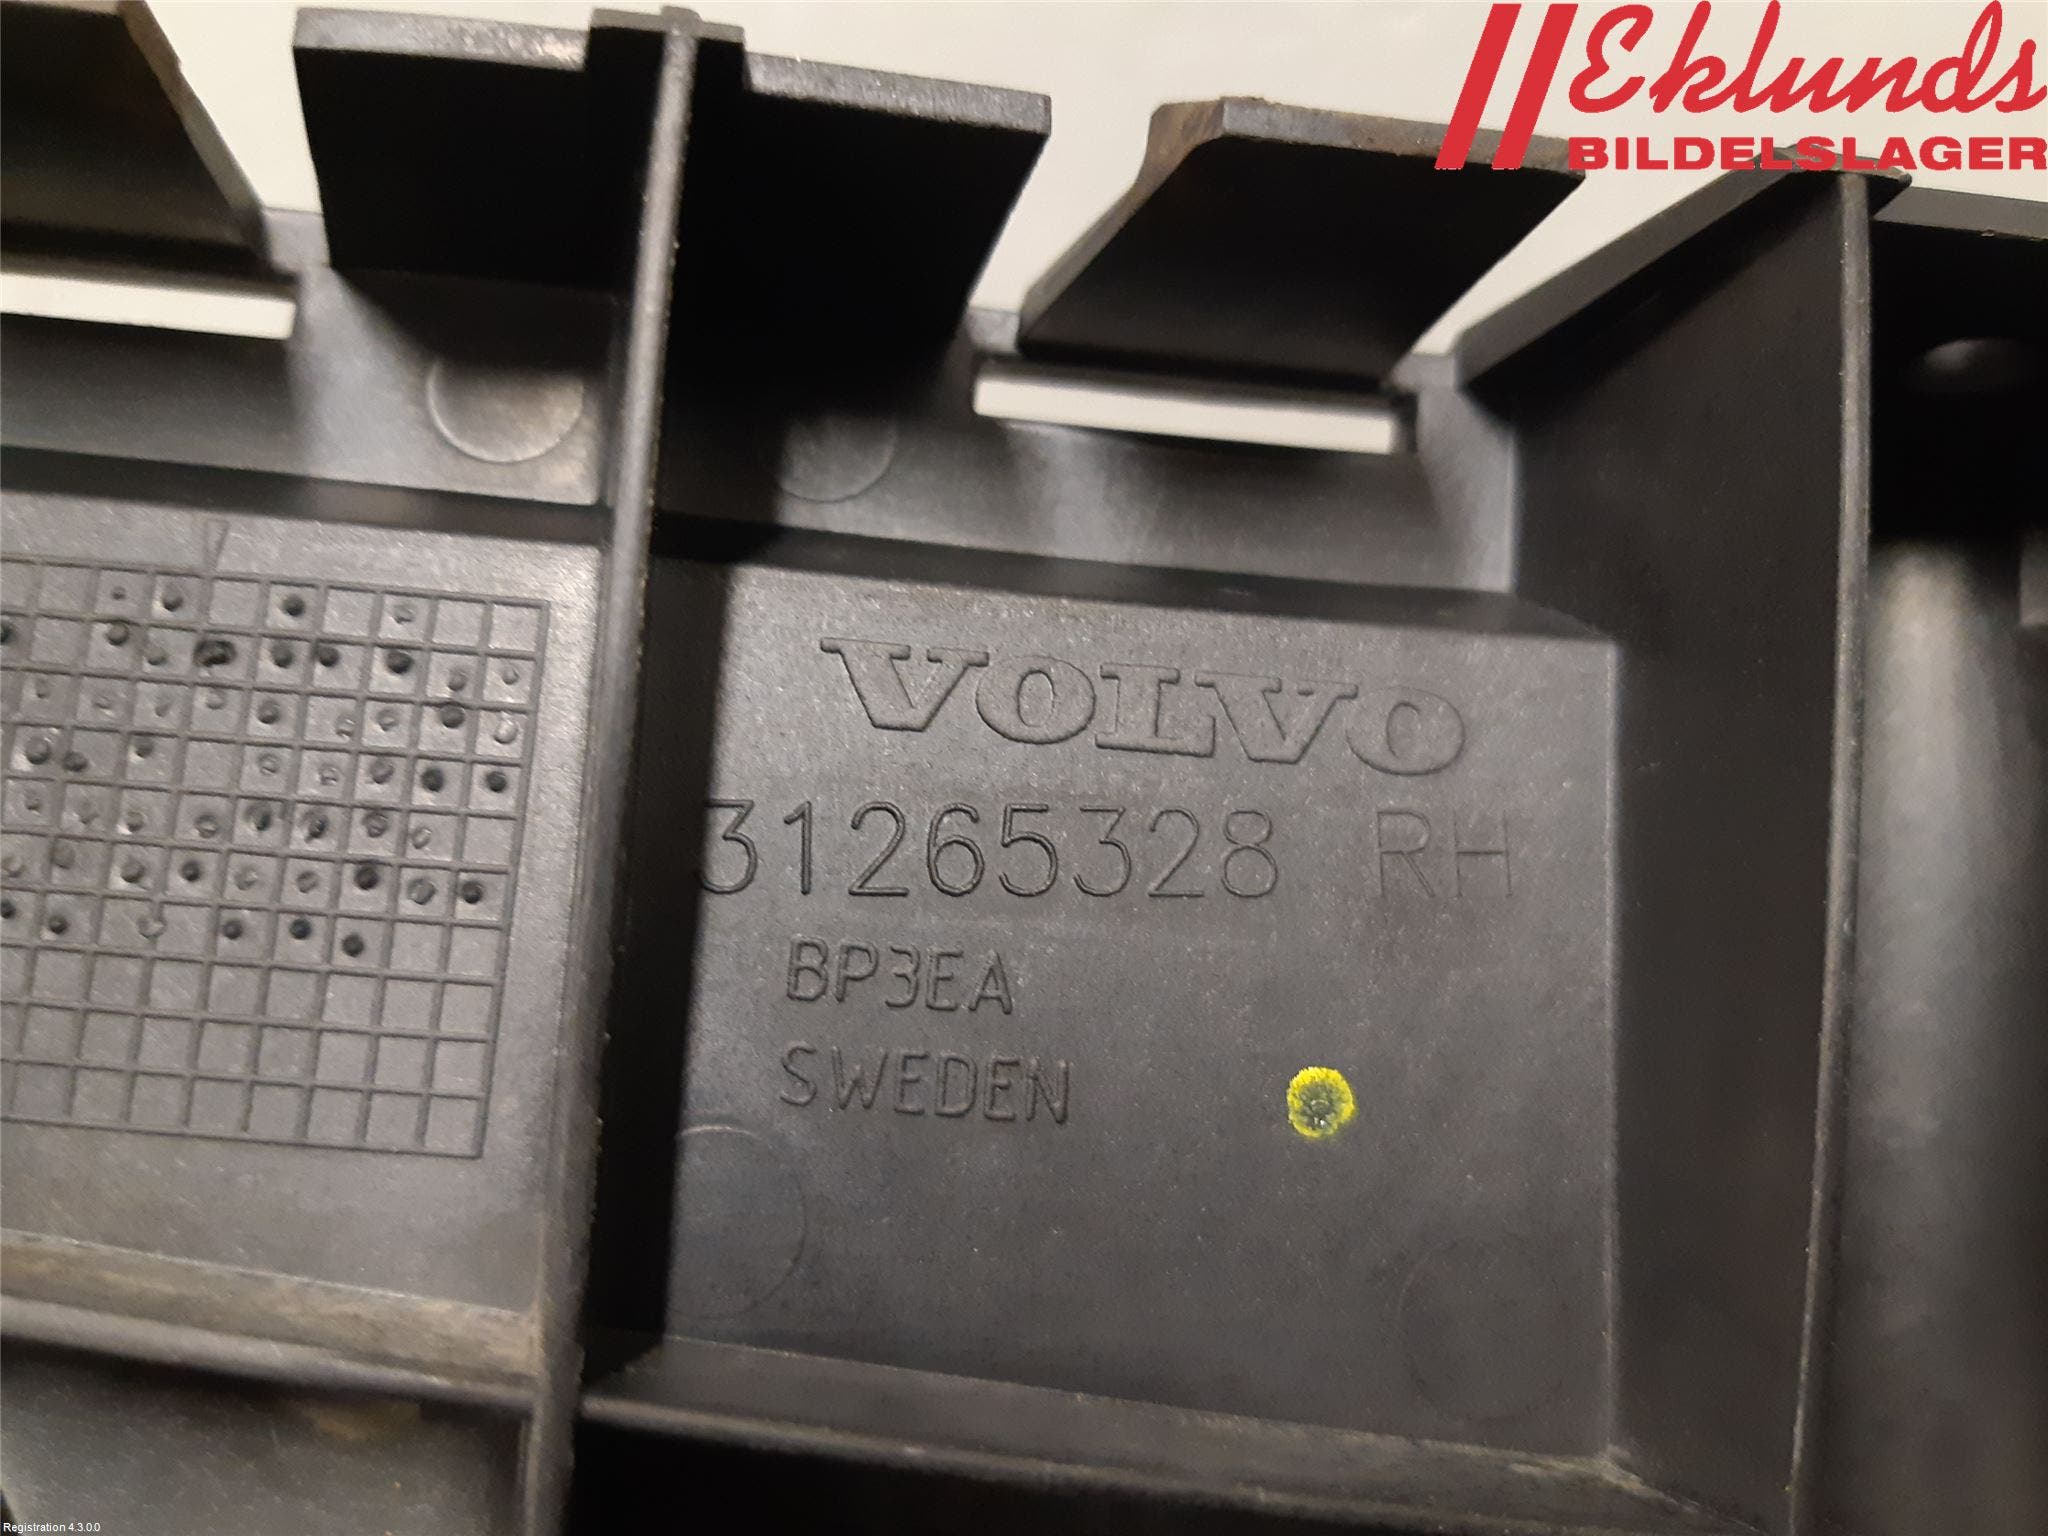 Eklunds
BILDELSLAGER
VOLVO
31265328 RH
BP3EA
SWEDEN
Registration 4.3.0.0